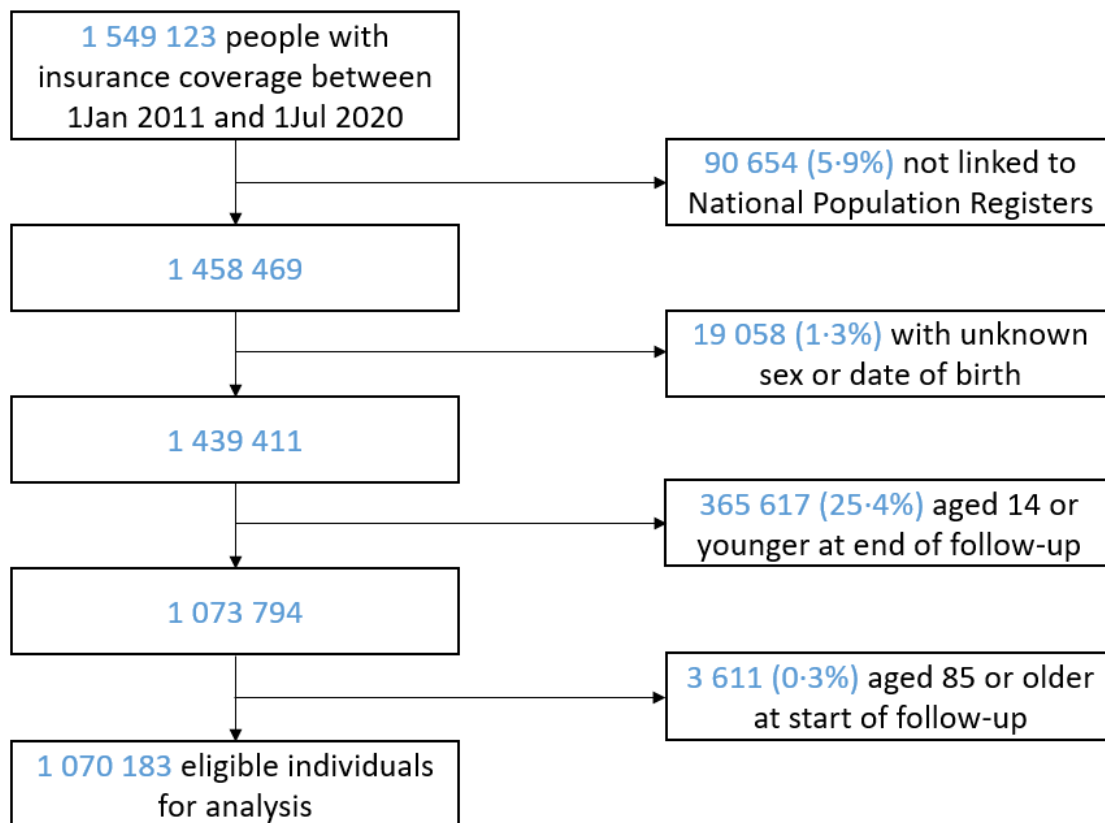 1 549 123 people with
insurance coverage between
1Jan 2011 and 1Jul 2020
90 654 (5·9%) not linked to
National Population Registers
1 458 469
19 058 (1·3%) with unknown
sex or date of birth
1 439 411
365 617 (25·4%) aged 14 or
younger at end of follow-up
1 073 794
3 611 (0·3%) aged 85 or older
at start of follow-up
1 070 183 eligible individuals
for analysis